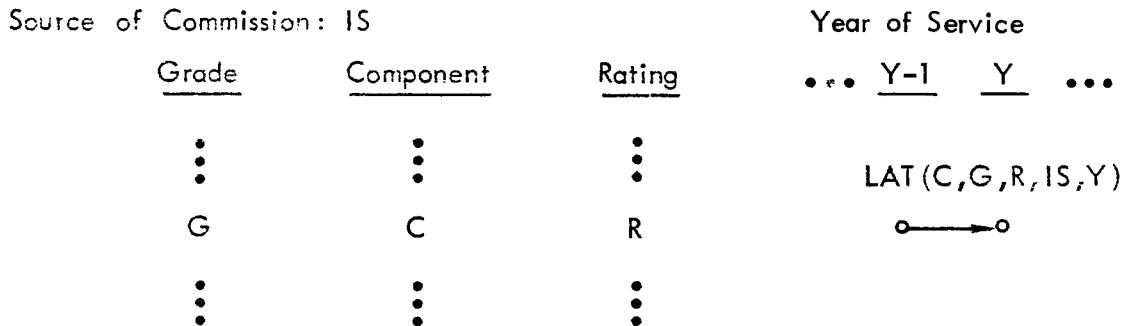 Source of Commission: IS Year of Service
Grade Component Rating ••• Y-1 Y •••
LAT(C,G,R,IS,Y)
G C R